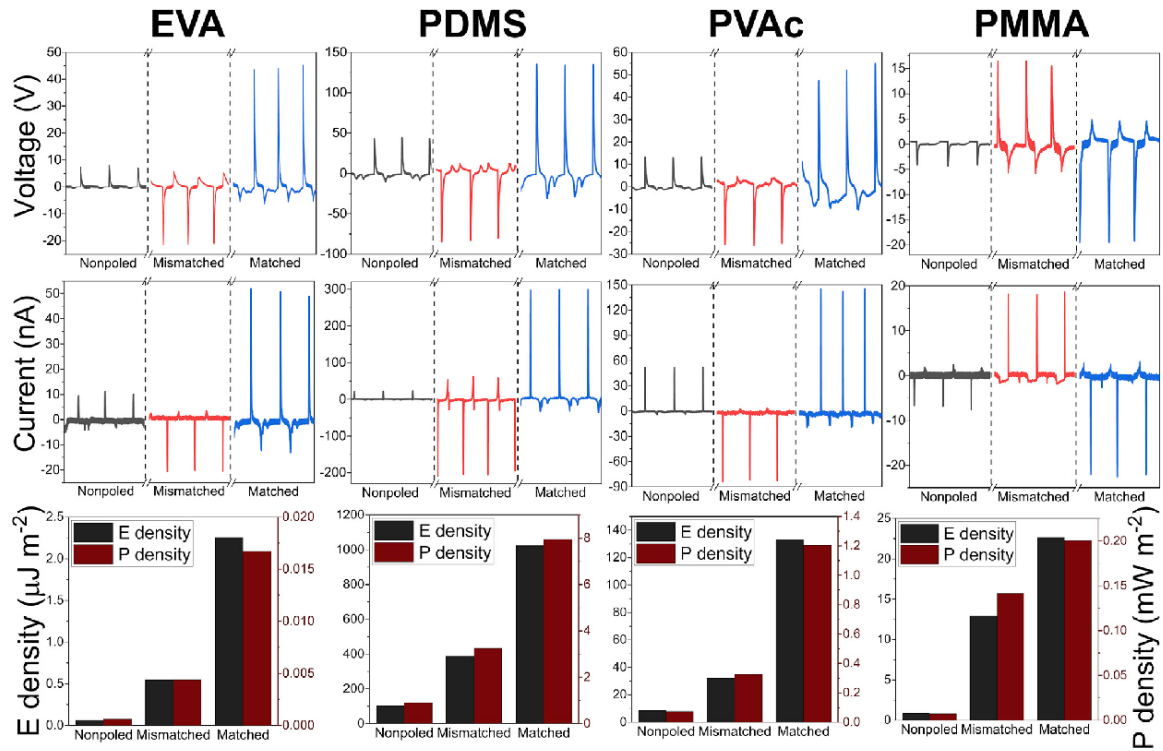 EVA PDMS PVAc PMMA
Voltage (V)
50 40 30 20 10 0 -10 -20
Nonpoled Mismatched Matched
150 100 50 0 -50 -100
Nonpoled Mismatched Matched
60 50 40 30 20 10 0 -10 -20 -30
Nonpoled Mismatched Matched
15 10 5 0 -5 -10 -15 -20
Nonpoled Mismatched Matched
Current (nA)
50 40 30 20 10 0 -10 -20
Nonpoled Mismatched Matched
300 200 100 0 -100 -200
Nonpoled Mismatched Matched
150 120 90 60 30 0 -30 -60 -90
Nonpoled Mismatched Matched
20 10 0 -10 -20
Nonpoled Mismatched Matched
E density (μJ m⁻²)
2.5 2.0 1.5 1.0 0.5 0.0
E density
P density
0.020 0.015 0.010 0.005 0.000
Nonpoled Mismatched Matched
1200 1000 800 600 400 200 0
E density
P density
8 6 4 2 0
Nonpoled Mismatched Matched
140 120 100 80 60 40 20 0
E density
P density
1.4 1.2 1.0 0.8 0.6 0.4 0.2 0.0
Nonpoled Mismatched Matched
25 20 15 10 5 0
E density
P density
0.20 0.15 0.10 0.05 0.00
Nonpoled Mismatched Matched
P density (mW m⁻²)